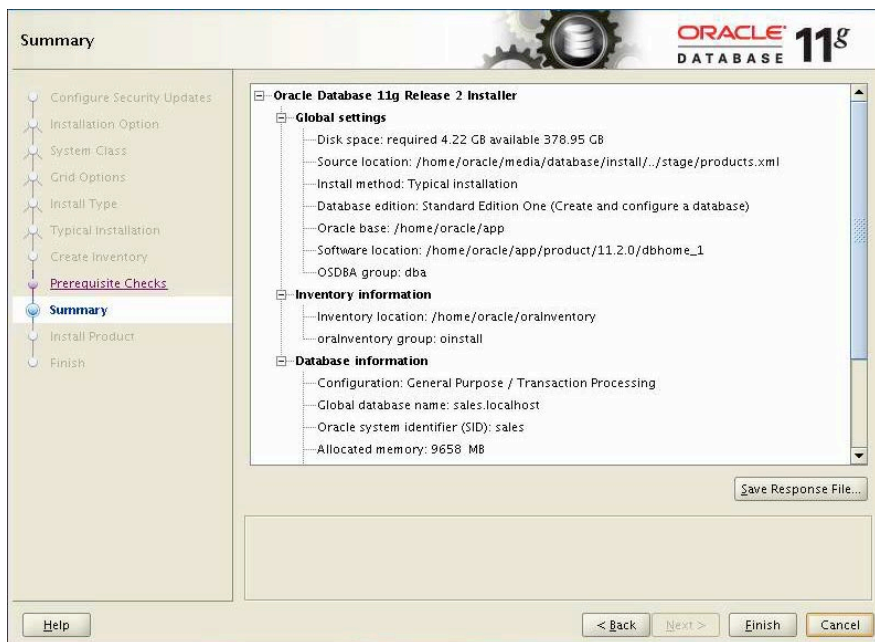 Summary
ORACLE
DATABASE
11g
Configure Security Updates
Installation Option
System Class
Grid Options
Install Type
Typical Installation
Create Inventory
Prerequisite Checks
Summary
Install Product
Finish
Oracle Database 11g Release 2 Installer
Global settings
Disk space: required 4.22 GB available 378.95 GB
Source location: /home/oracle/media/database/install/../stage/products.xml
Install method: Typical installation
Database edition: Standard Edition One (Create and configure a database)
Oracle base: /home/oracle/app
Software location: /home/oracle/app/product/11.2.0/dbhome_1
OSDBA group: dba
Inventory information
Inventory location: /home/oracle/oraInventory
oraInventory group: oinstall
Database information
Configuration: General Purpose / Transaction Processing
Global database name: sales.localhost
Oracle system identifier (SID): sales
Allocated memory: 9658 MB
Save Response File...
Help
< Back
Next >
Finish
Cancel